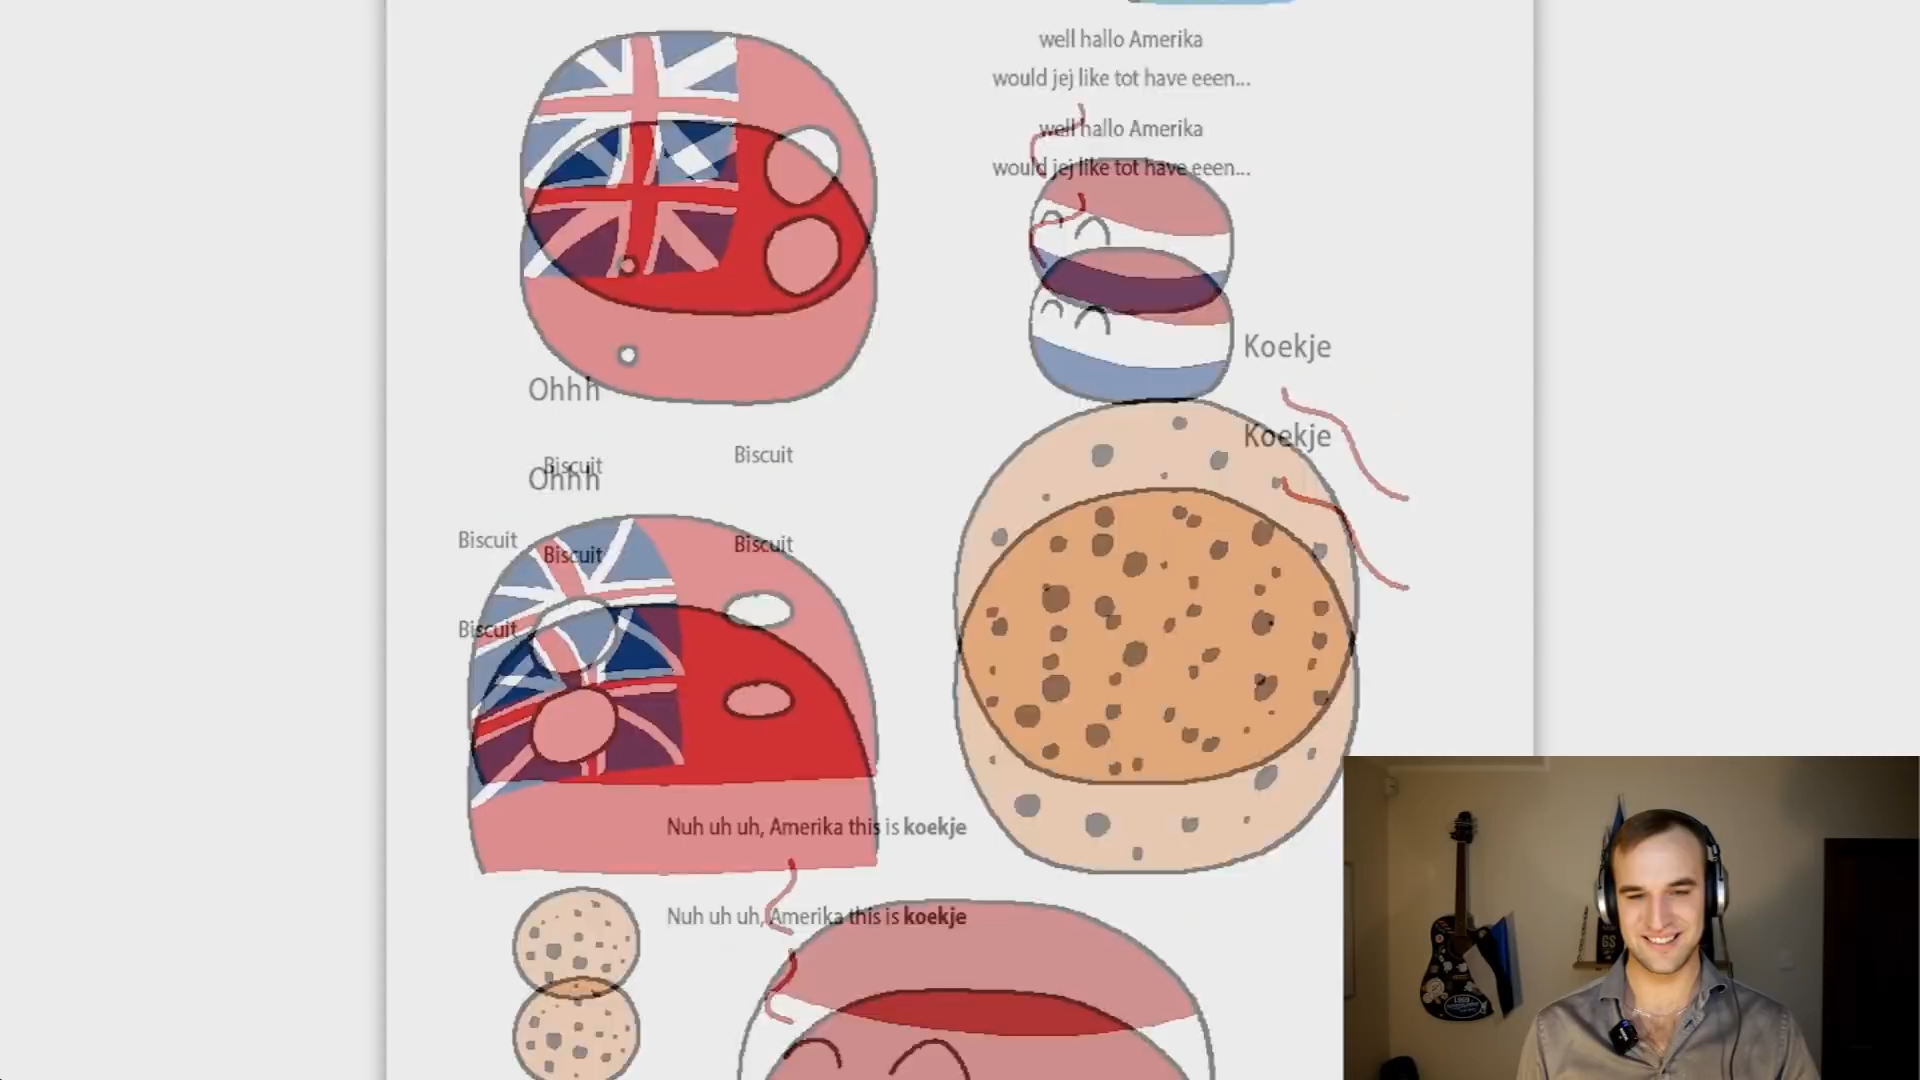 well hallo Amerika
would jej like tot have eeen...
well hallo Amerika
would jej like tot have eeen...
Koekje
Ohhh
Koekje
Biscuit
Biscuit
Ohhh
Biscuit
Biscuit
Biscuit
Biscuit
Nuh uh uh, Amerika this is koekje
Nuh uh uh, Amerika this is koekje